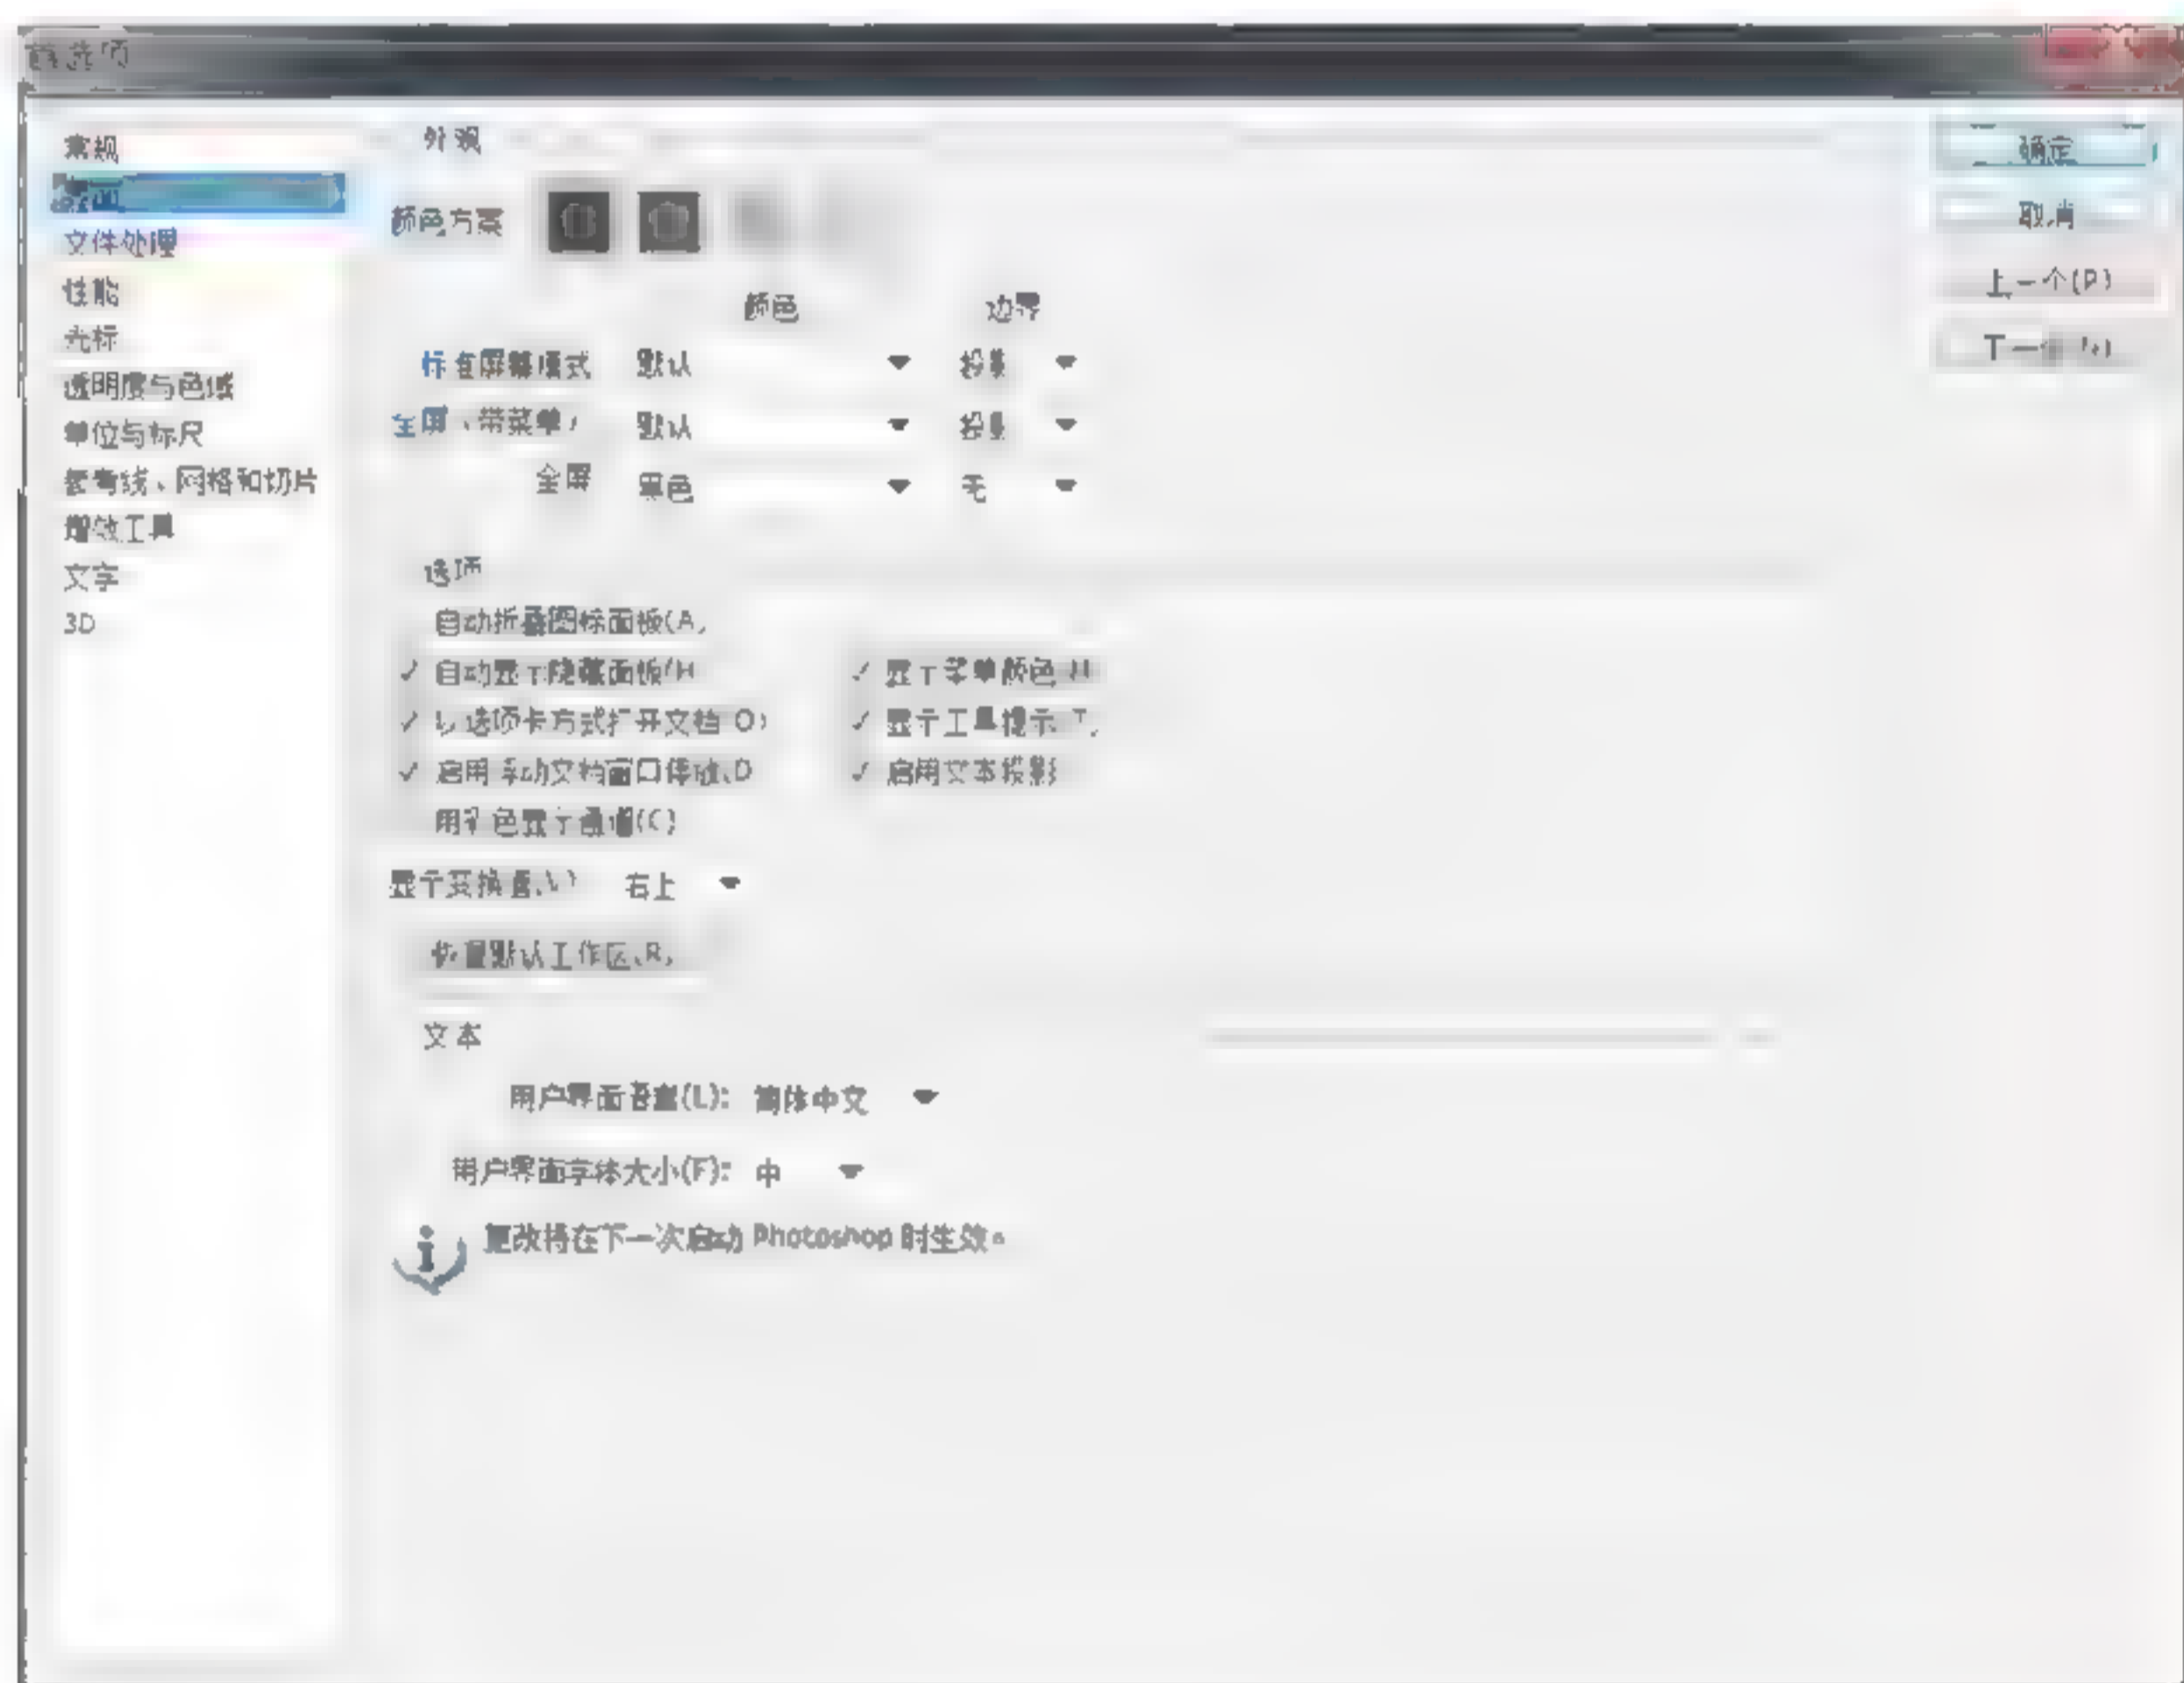 首选项
常规
界面
文件处理
性能
光标
透明度与色域
单位与标尺
参考线、网格和切片
增效工具
文字
3D
外观
颜色方案
颜色 边界
标准屏幕模式 默认 投影
全屏(带菜单) 默认 投影
全屏 黑色 无
选项
自动折叠图标面板(A)
自动显示隐藏面板(H) 显示菜单颜色(M)
以选项卡方式打开文档(O) 显示工具提示(T)
启用浮动文档窗口停放(D) 启用文本投影
用彩色显示通道(C)
显示变换值(V) 右上
恢复默认工作区(R)
文本
用户界面语言(L): 简体中文
用户界面字体大小(F): 中
更改将在下一次启动 Photoshop 时生效。
确定
取消
上一个(P)
下一个(N)